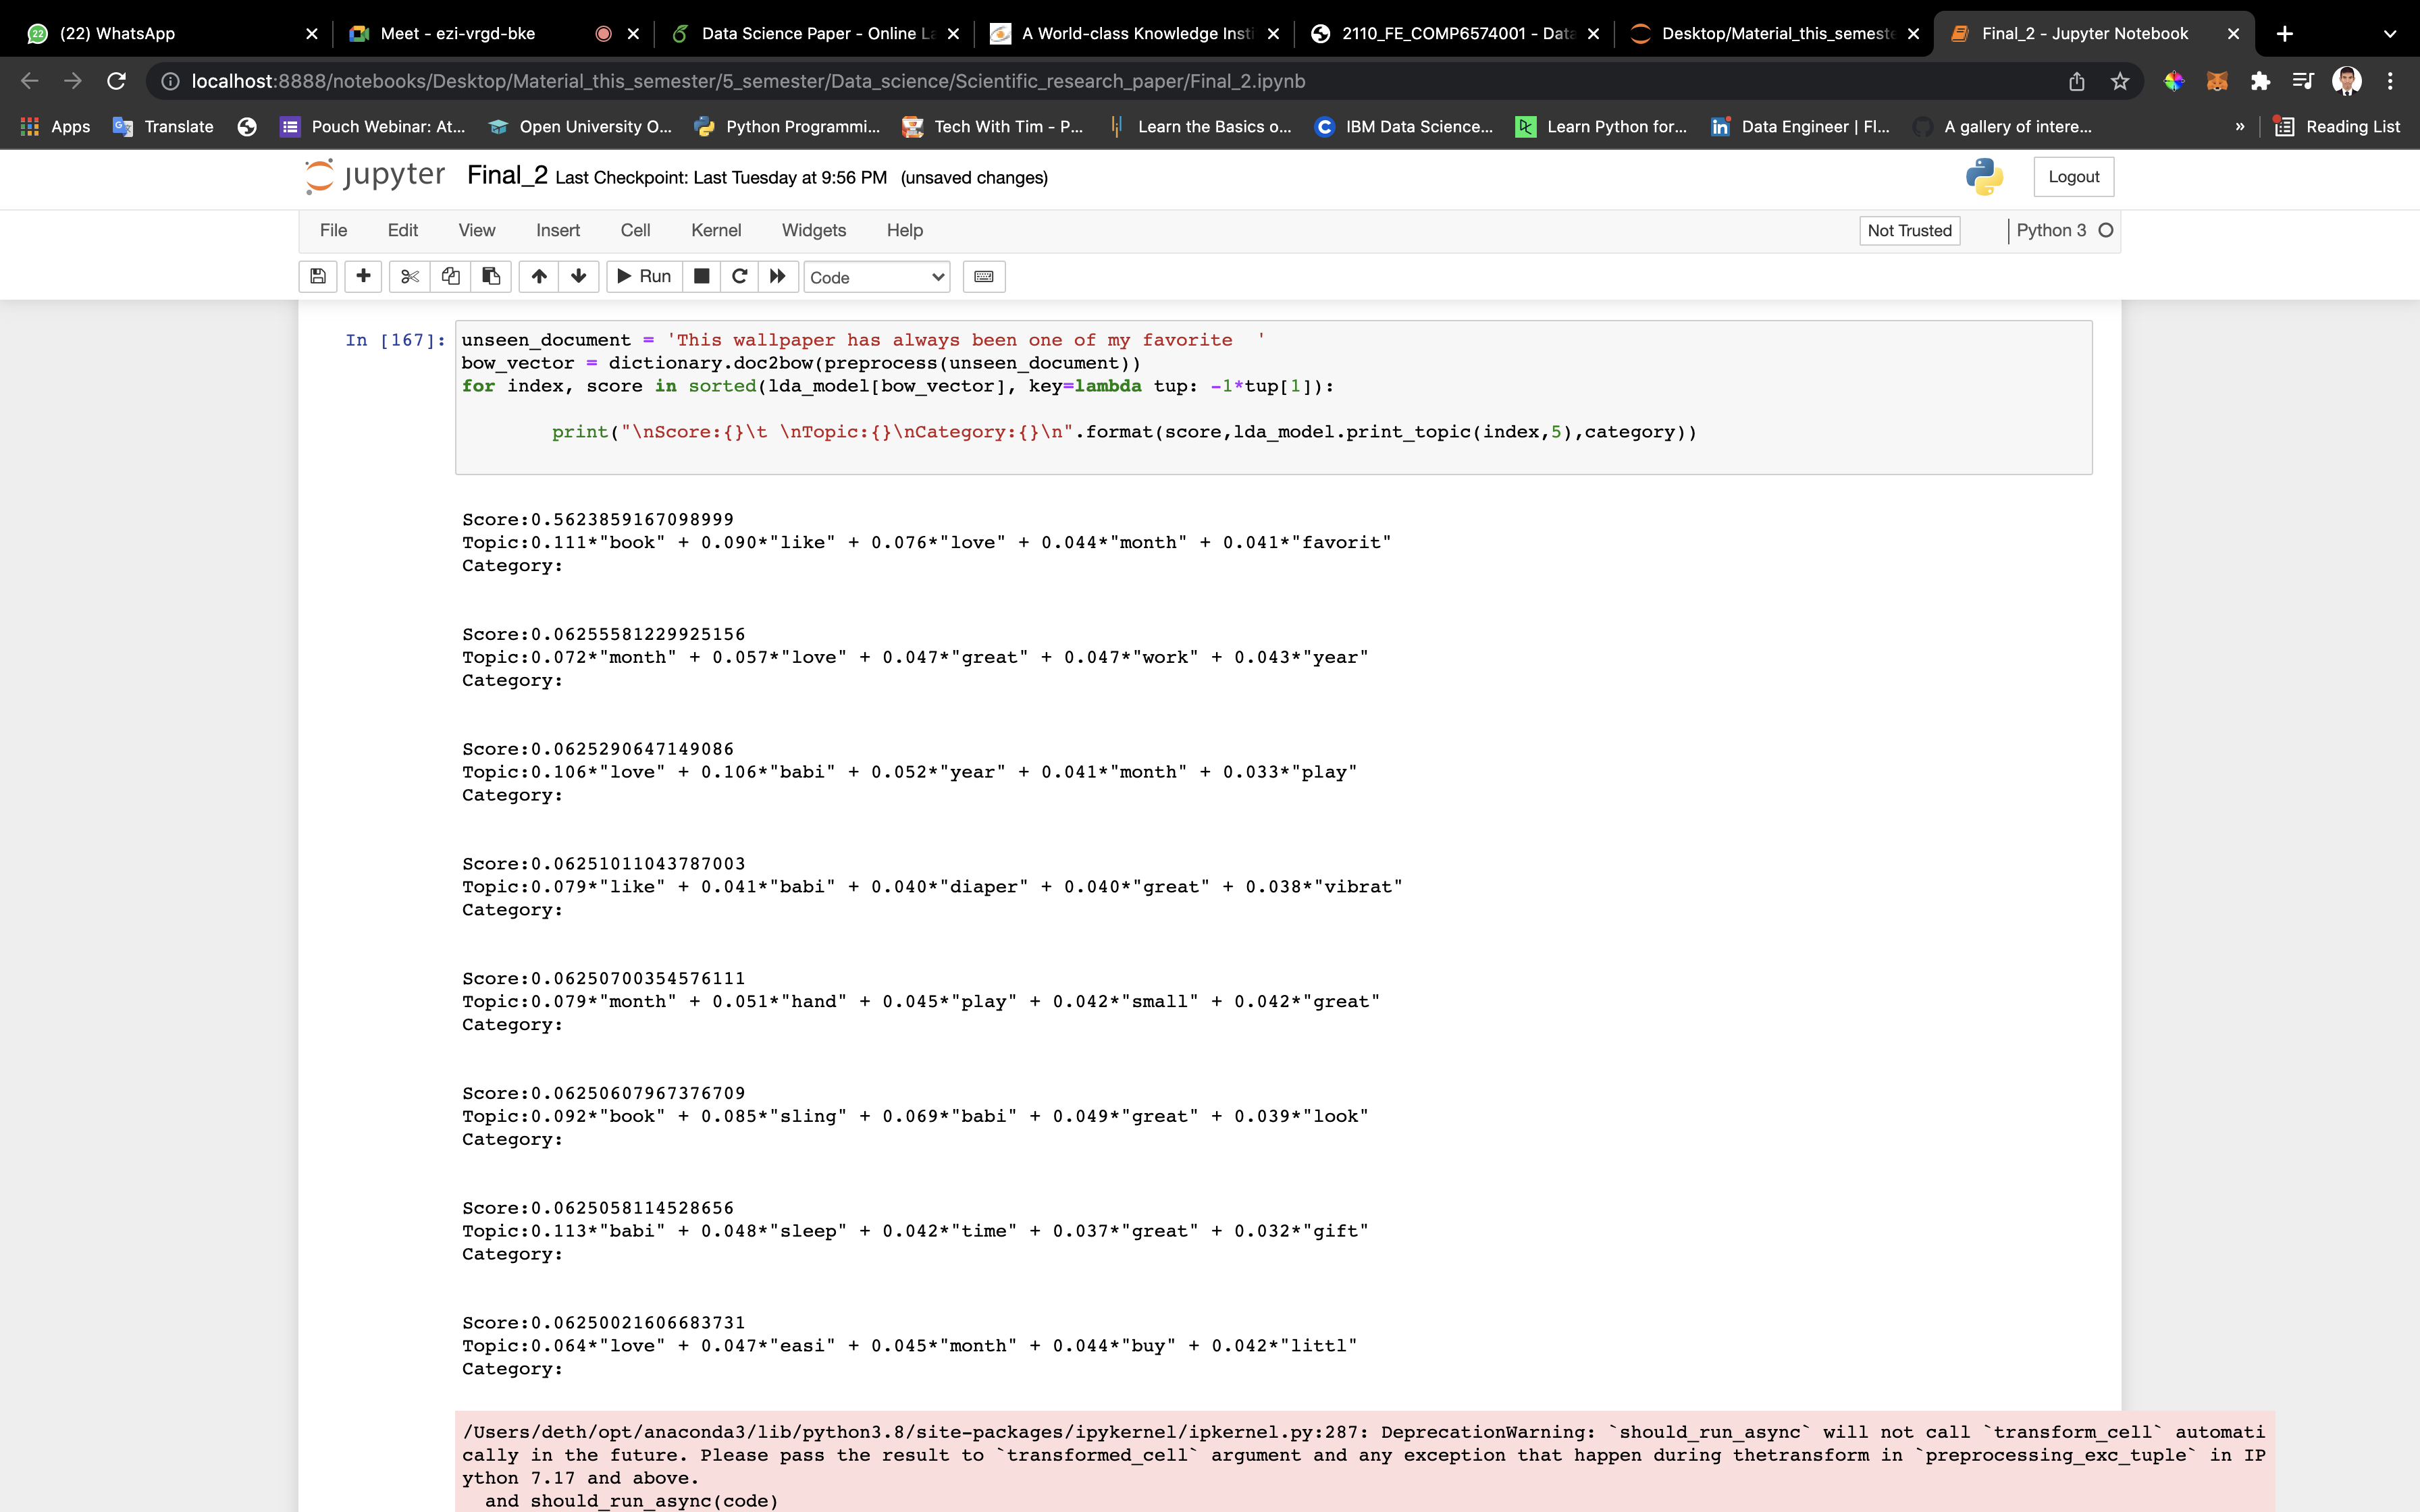 (22) WhatsApp
Meet - ezi-vrgd-bke
Data Science Paper - Online La
A World-class Knowledge Insti
2110_FE_COMP6574001 - Data
Desktop/Material_this_semeste
Final_2 - Jupyter Notebook
localhost:8888/notebooks/Desktop/Material_this_semester/5_semester/Data_science/Scientific_research_paper/Final_2.ipynb
Apps
Translate
Pouch Webinar: At...
Open University O...
Python Programmi...
Tech With Tim - P...
Learn the Basics o...
IBM Data Science...
Learn Python for...
Data Engineer | Fl...
A gallery of intere...
»
Reading List
jupyter Final_2 Last Checkpoint: Last Tuesday at 9:56 PM (unsaved changes)
Logout
File Edit View Insert Cell Kernel Widgets Help
Not Trusted
Python 3
Run
Code
In [167]: unseen_document = 'This wallpaper has always been one of my favorite  '
bow_vector = dictionary.doc2bow(preprocess(unseen_document))
for index, score in sorted(lda_model[bow_vector], key=lambda tup: -1*tup[1]):
print("\nScore:{}\t \nTopic:{}\nCategory:{}\n".format(score,lda_model.print_topic(index,5),category))
Score:0.5623859167098999
Topic:0.111*"book" + 0.090*"like" + 0.076*"love" + 0.044*"month" + 0.041*"favorit"
Category:
Score:0.06255581229925156
Topic:0.072*"month" + 0.057*"love" + 0.047*"great" + 0.047*"work" + 0.043*"year"
Category:
Score:0.0625290647149086
Topic:0.106*"love" + 0.106*"babi" + 0.052*"year" + 0.041*"month" + 0.033*"play"
Category:
Score:0.06251011043787003
Topic:0.079*"like" + 0.041*"babi" + 0.040*"diaper" + 0.040*"great" + 0.038*"vibrat"
Category:
Score:0.06250700354576111
Topic:0.079*"month" + 0.051*"hand" + 0.045*"play" + 0.042*"small" + 0.042*"great"
Category:
Score:0.06250607967376709
Topic:0.092*"book" + 0.085*"sling" + 0.069*"babi" + 0.049*"great" + 0.039*"look"
Category:
Score:0.0625058114528656
Topic:0.113*"babi" + 0.048*"sleep" + 0.042*"time" + 0.037*"great" + 0.032*"gift"
Category:
Score:0.06250021606683731
Topic:0.064*"love" + 0.047*"easi" + 0.045*"month" + 0.044*"buy" + 0.042*"littl"
Category:
/Users/deth/opt/anaconda3/lib/python3.8/site-packages/ipykernel/ipkernel.py:287: DeprecationWarning: `should_run_async` will not call `transform_cell` automati
cally in the future. Please pass the result to `transformed_cell` argument and any exception that happen during thetransform in `preprocessing_exc_tuple` in IP
ython 7.17 and above.
and should_run_async(code)